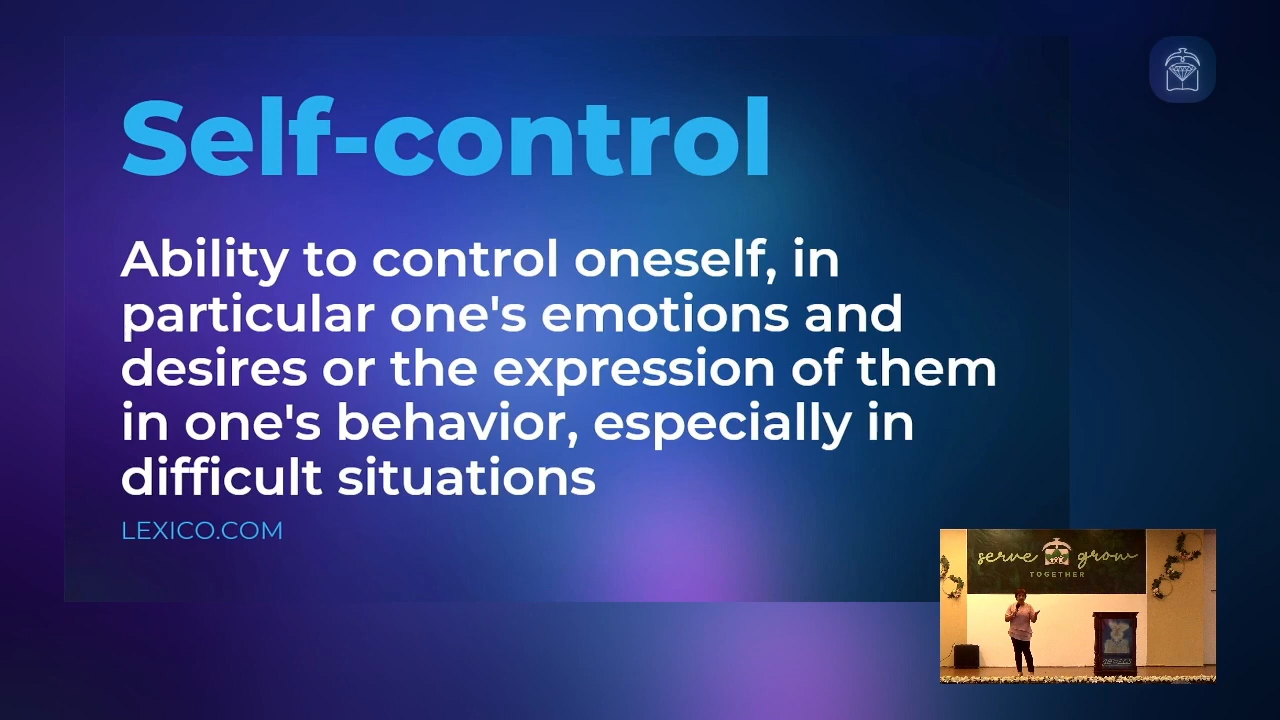 Self-control
Ability to control oneself, in
particular one's emotions and
desires or the expression of them
in one's behavior, especially in
difficult situations
LEXICO.COM
serve grow
TOGETHER